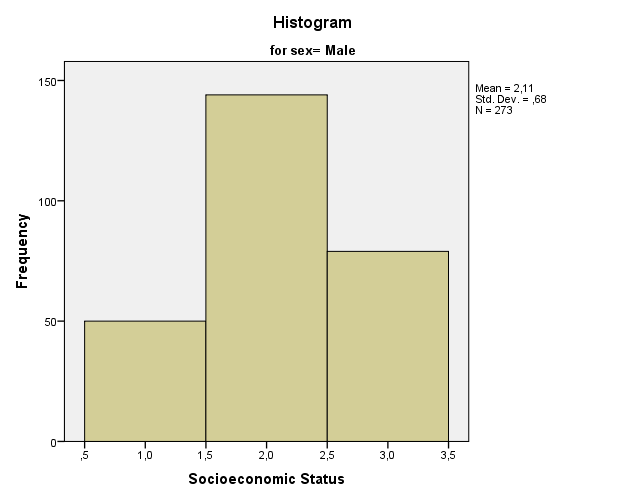 Histogram
for sex= Male
Mean = 2,11
Std. Dev. = ,68
N = 273
Frequency
150
100
50
0
,5 1,0 1,5 2,0 2,5 3,0 3,5
Socioeconomic Status